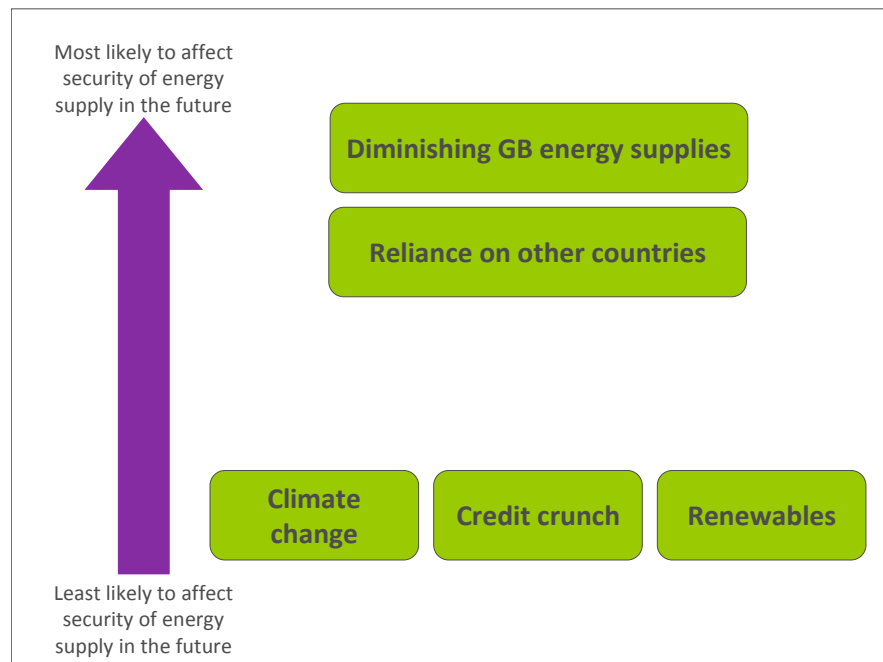 Most likely to affect
security of energy
supply in the future
Diminishing GB energy supplies
Reliance on other countries
Climate
change
Credit crunch
Renewables
Least likely to affect
security of energy
supply in the future